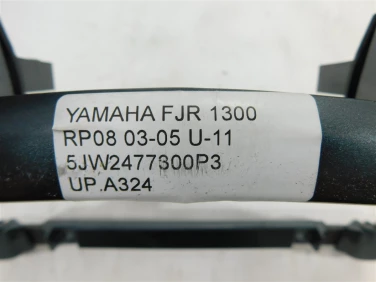 YAMAHA FJR 1300
RP08 03-05 U-11
5JW2477300P3
UP.A324